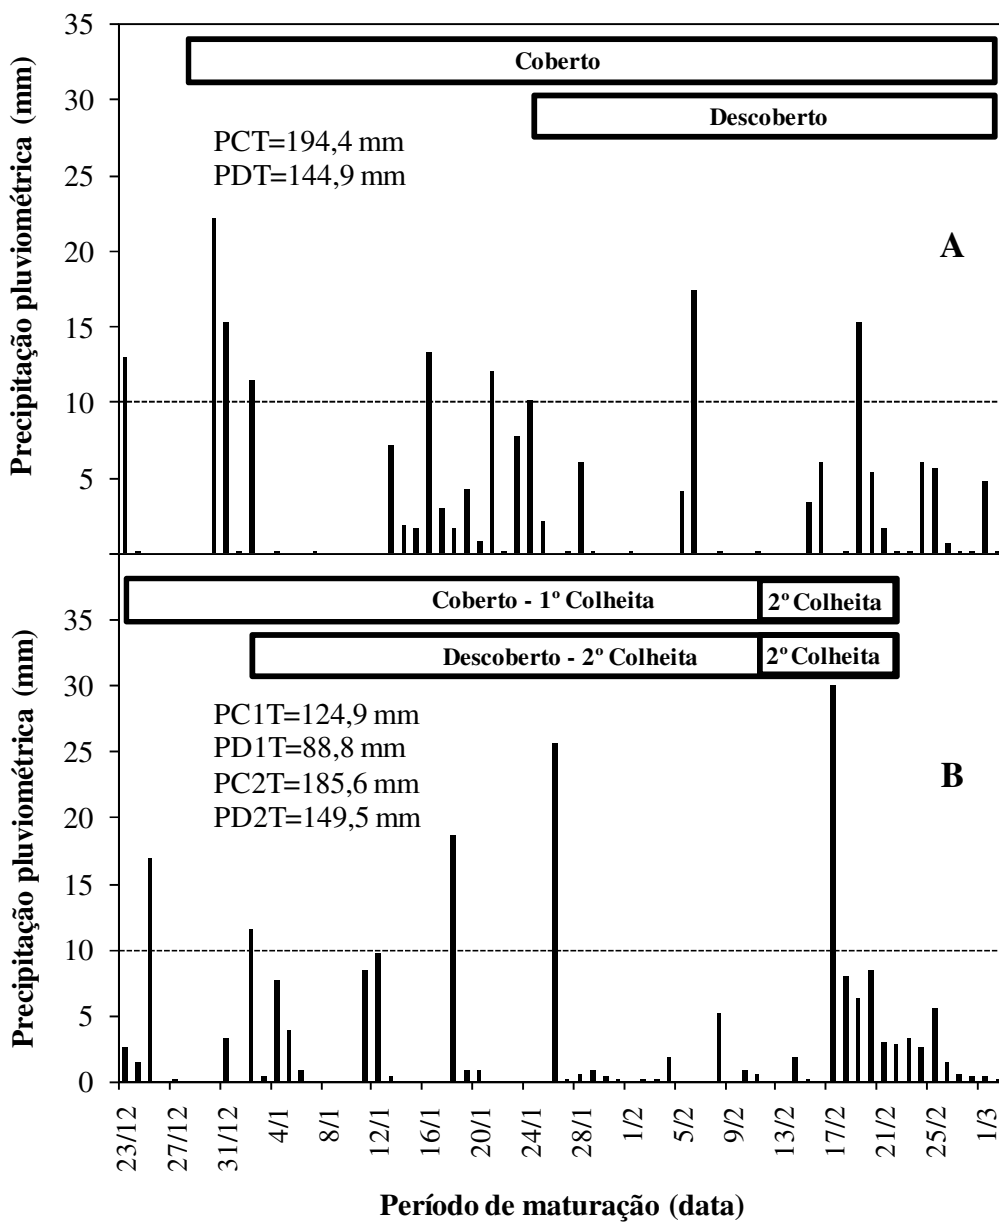 35
30
25
20
15
10
5
Precipitação pluviométrica (mm)
Coberto
Descoberto
PCT=194,4 mm
PDT=144,9 mm
A
35
30
25
20
15
10
5
0
Precipitação pluviométrica (mm)
Coberto - 1º Colheita
2º Colheita
Descoberto - 2º Colheita
2º Colheita
PC1T=124,9 mm
PD1T=88,8 mm
PC2T=185,6 mm
PD2T=149,5 mm
B
23/12
27/12
31/12
4/1
8/1
12/1
16/1
20/1
24/1
28/1
1/2
5/2
9/2
13/2
17/2
21/2
25/2
1/3
Período de maturação (data)